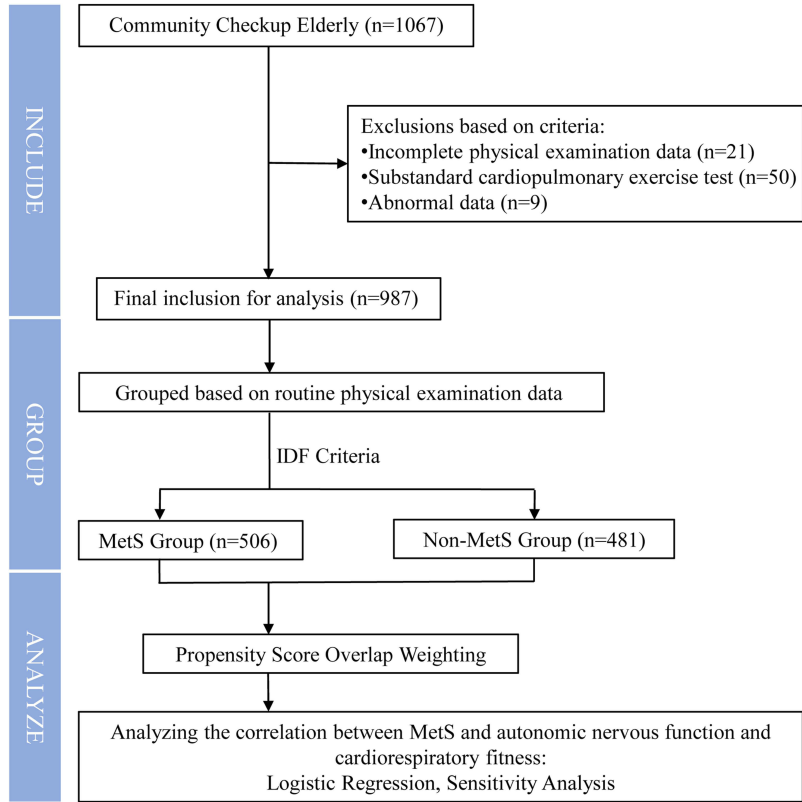 INCLUDE
Community Checkup Elderly (n=1067)
Exclusions based on criteria:
•Incomplete physical examination data (n=21)
•Substandard cardiopulmonary exercise test (n=50)
•Abnormal data (n=9)
Final inclusion for analysis (n=987)
GROUP
Grouped based on routine physical examination data
IDF Criteria
MetS Group (n=506)
Non-MetS Group (n=481)
ANALYZE
Propensity Score Overlap Weighting
Analyzing the correlation between MetS and autonomic nervous function and
cardiorespiratory fitness:
Logistic Regression, Sensitivity Analysis